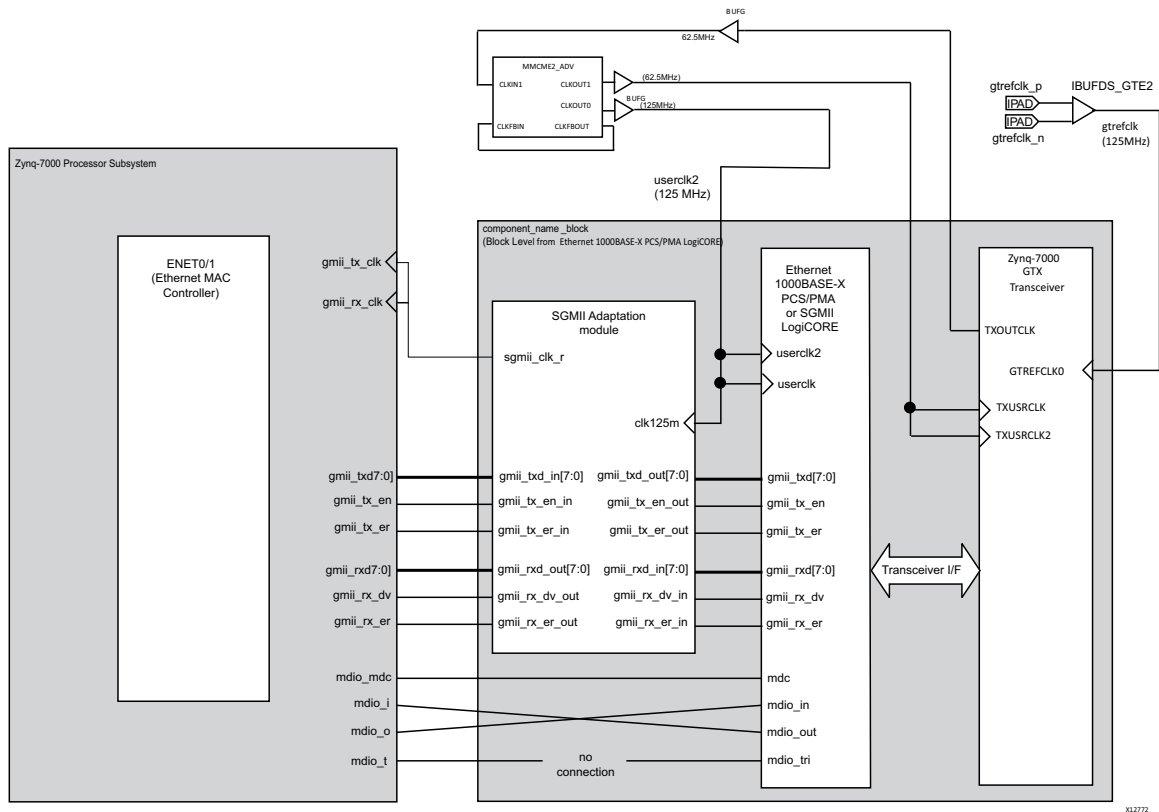 BUFG
62.5MHz
MMCME2_ADV
CLKIN1
CLKOUT1
(62.5MHz)
CLKOUT0
BUFG
(125MHz)
CLKFBIN
CLKFBOUT
gtrefclk_p
IBUFDS_GTE2
IPAD
IPAD
gtrefclk_n
gtrefclk
(125MHz)
Zynq-7000 Processor Subsystem
userclk2
(125 MHz)
component_name _block
(Block Level from Ethernet 1000BASE-X PCS/PMA LogiCORE)
ENET0/1
(Ethernet MAC
Controller)
gmii_tx_clk
gmii_rx_clk
SGMII Adaptation
module
sgmii_clk_r
clk125m
Ethernet
1000BASE-X
PCS/PMA
or SGMII
LogiCORE
userclk2
userclk
Zynq-7000
GTX
Transceiver
TXOUTCLK
GTREFCLK0
TXUSRCLK
TXUSRCLK2
gmii_txd7:0]
gmii_txd_in[7:0]
gmii_txd_out[7:0]
gmii_txd[7:0]
gmii_tx_en
gmii_tx_en_in
gmii_tx_en_out
gmii_tx_en
gmii_tx_er
gmii_tx_er_in
gmii_tx_er_out
gmii_tx_er
gmii_rxd7:0]
gmii_rxd_out[7:0]
gmii_rxd_in[7:0]
gmii_rxd[7:0]
Transceiver I/F
gmii_rx_dv
gmii_rx_dv_out
gmii_rx_dv_in
gmii_rx_dv
gmii_rx_er
gmii_rx_er_out
gmii_rx_er_in
gmii_rx_er
mdio_mdc
mdc
mdio_i
mdio_in
mdio_o
mdio_out
mdio_t
no
connection
mdio_tri
X12772